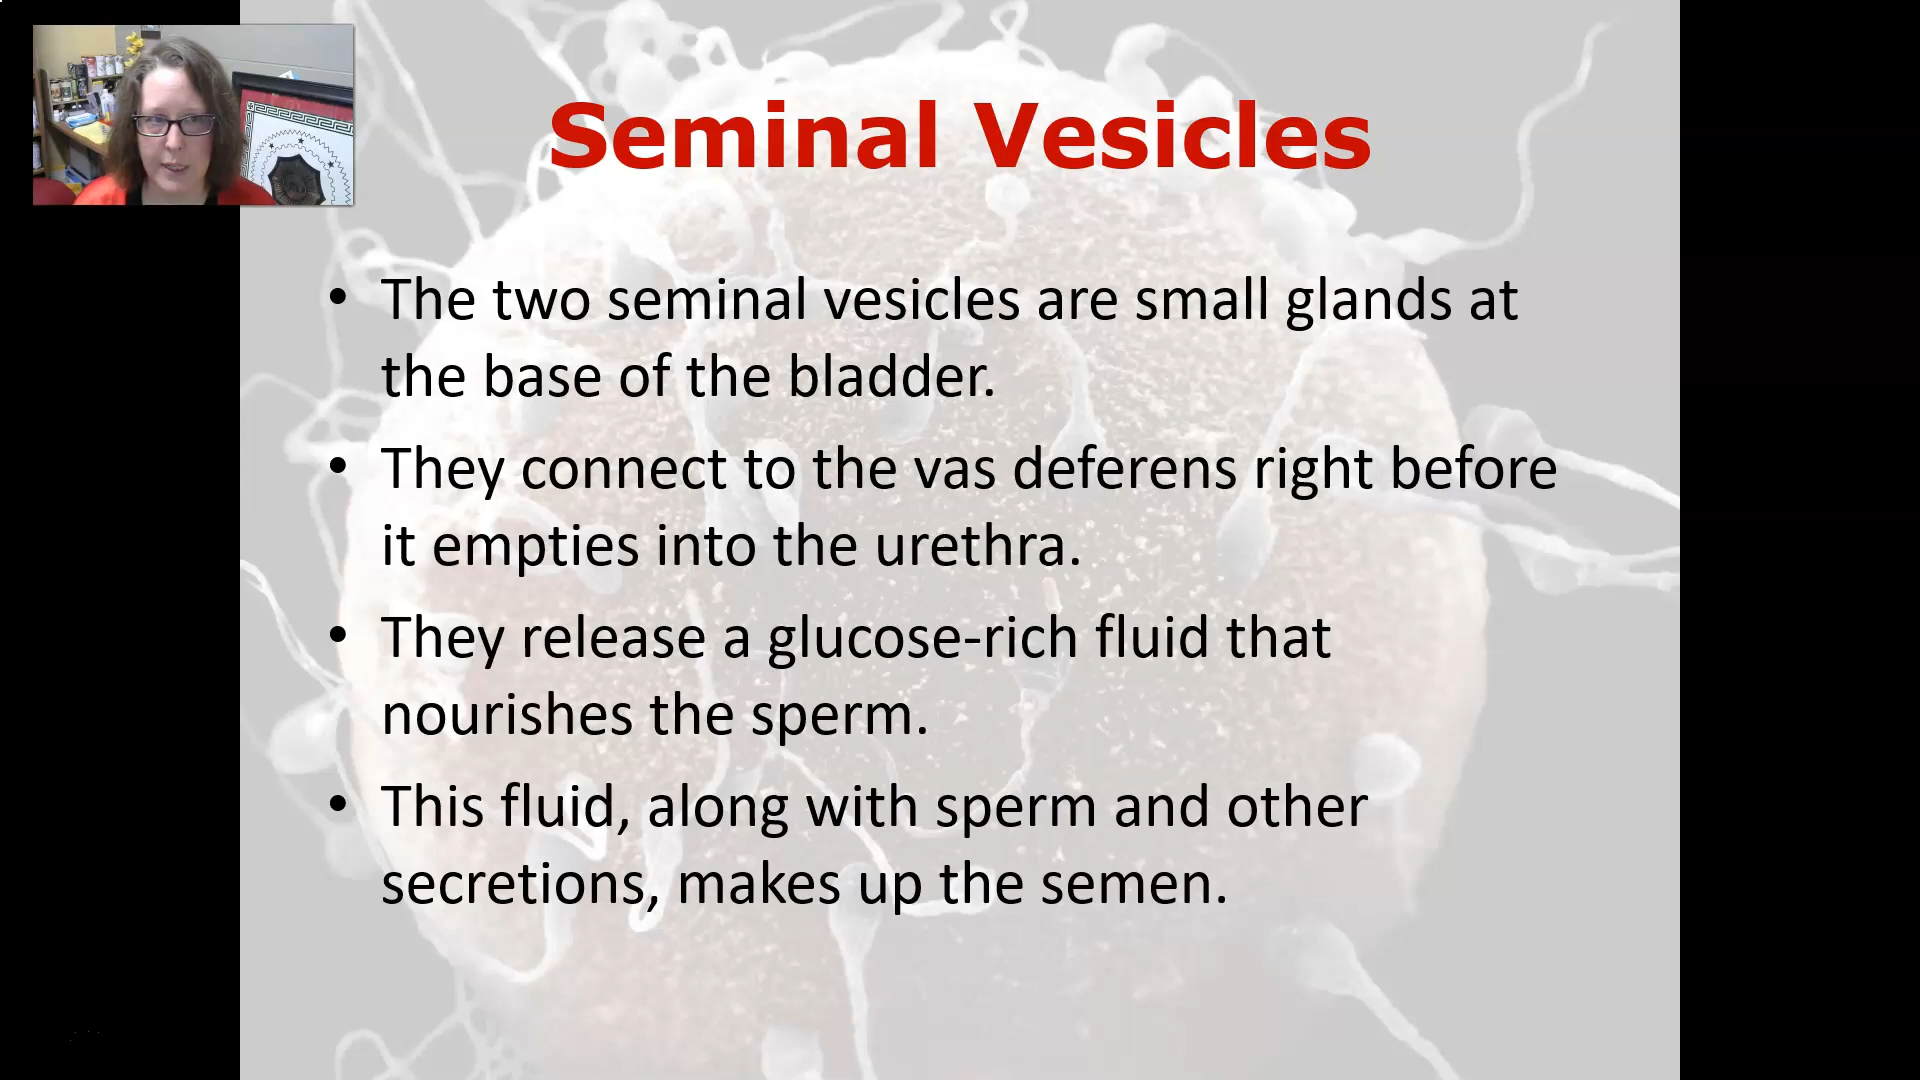 Seminal Vesicles
• The two seminal vesicles are small glands at
the base of the bladder.
• They connect to the vas deferens right before
it empties into the urethra.
• They release a glucose-rich fluid that
nourishes the sperm.
• This fluid, along with sperm and other
secretions, makes up the semen.